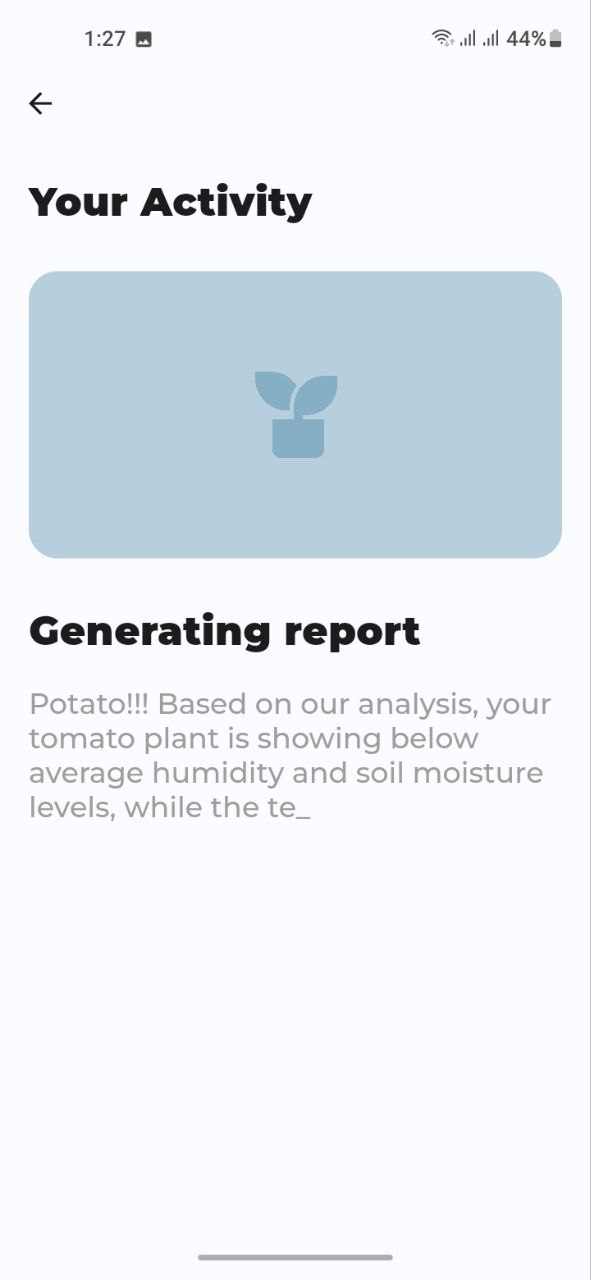 1:27 44%
Your Activity
Generating report
Potato!!! Based on our analysis, your
tomato plant is showing below
average humidity and soil moisture
levels, while the te_